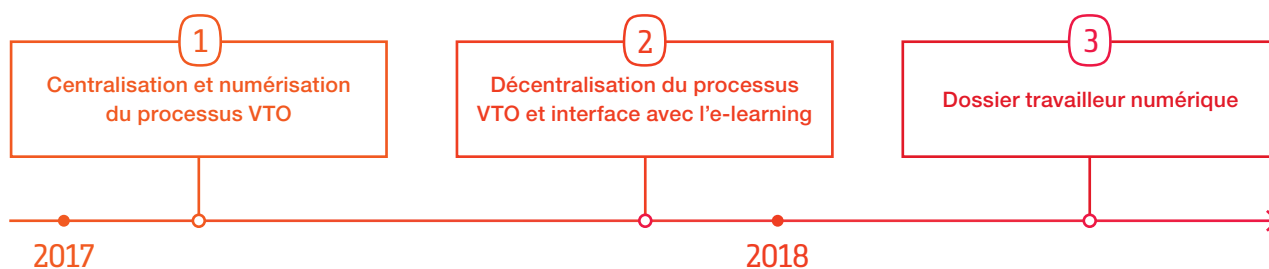 1
Centralisation et numérisation
du processus VTO
2
Décentralisation du processus
VTO et interface avec l’e-learning
3
Dossier travailleur numérique
2017
2018